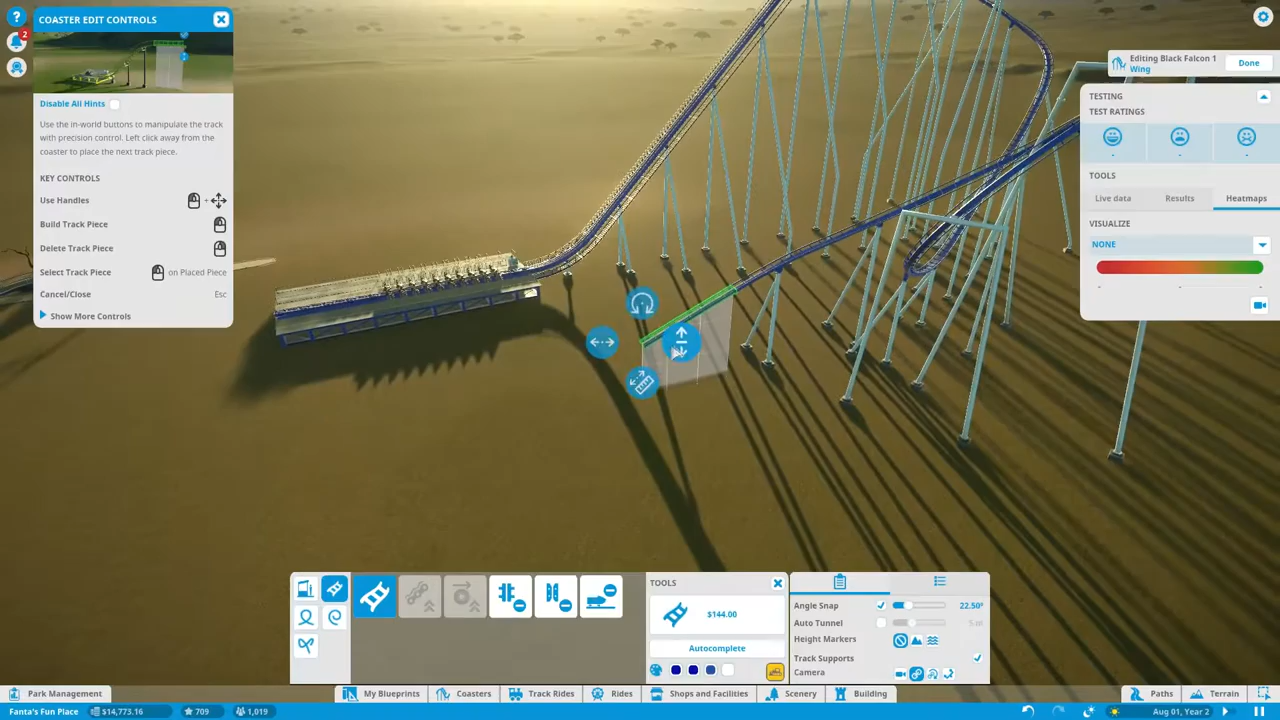 ?
COASTER EDIT CONTROLS
2
Disable All Hints
Use the in-world buttons to manipulate the track
with precision control. Left click away from the
coaster to place the next track piece.
KEY CONTROLS
Use Handles
+
Build Track Piece
Delete Track Piece
Select Track Piece
on Placed Piece
Cancel/Close
Esc
Show More Controls
Editing Black Falcon 1
Wing
Done
TESTING
TEST RATINGS
- - -
TOOLS
Live data Results Heatmaps
VISUALIZE
NONE
- - -
TOOLS
$144.00
Autocomplete
Angle Snap
22.50°
Auto Tunnel
Height Markers
Track Supports
Camera
Park Management
My Blueprints
Coasters
Track Rides
Rides
Shops and Facilities
Scenery
Building
Paths
Terrain
Fanta's Fun Place
$14,773.16
709
1,019
Aug 01, Year 2